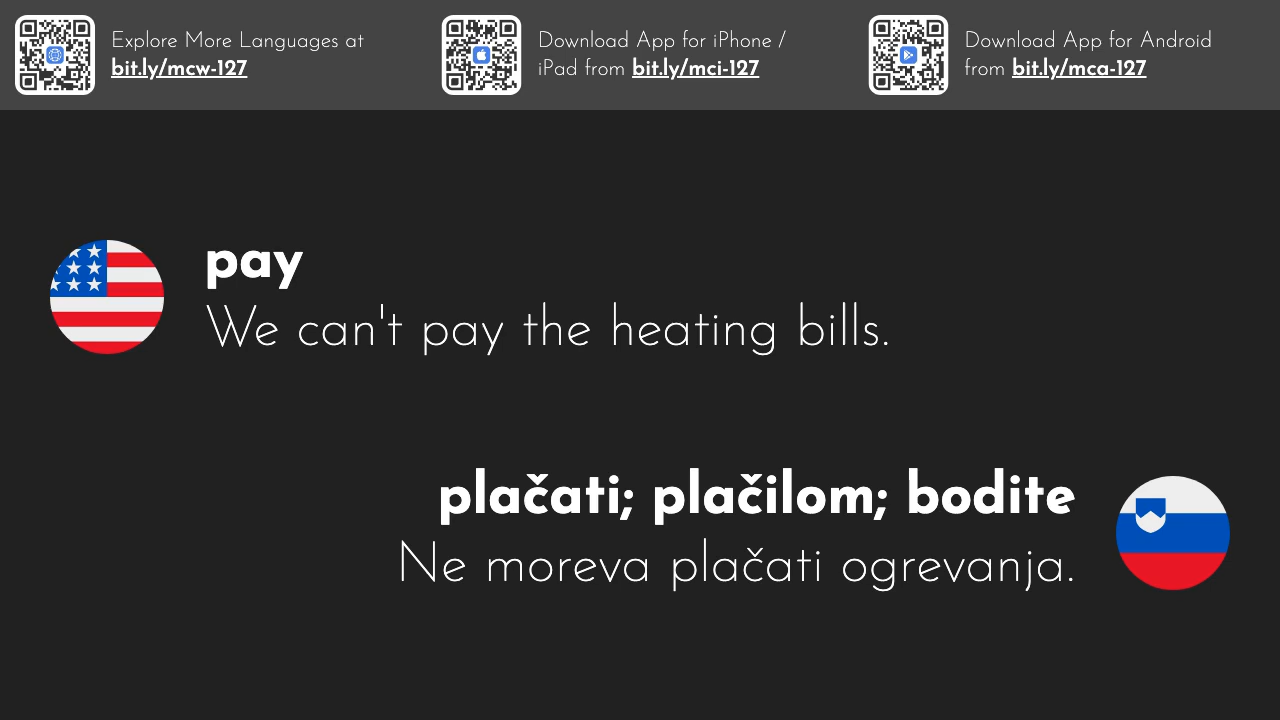 Explore More Languages at
bit.ly/mcw-127
Download App for iPhone /
iPad from bit.ly/mci-127
Download App for Android
from bit.ly/mca-127
pay
We can't pay the heating bills.
plačati; plačilom; bodite
Ne moreva plačati ogrevanja.